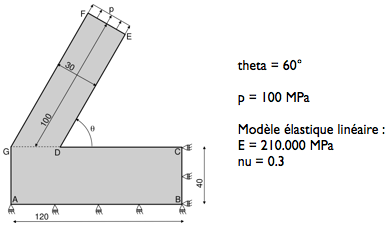 F
p
E
30
100
θ
G
D
C
40
A
B
120
theta = 60°
p = 100 MPa
Modèle élastique linéaire :
E = 210.000 MPa
nu = 0.3